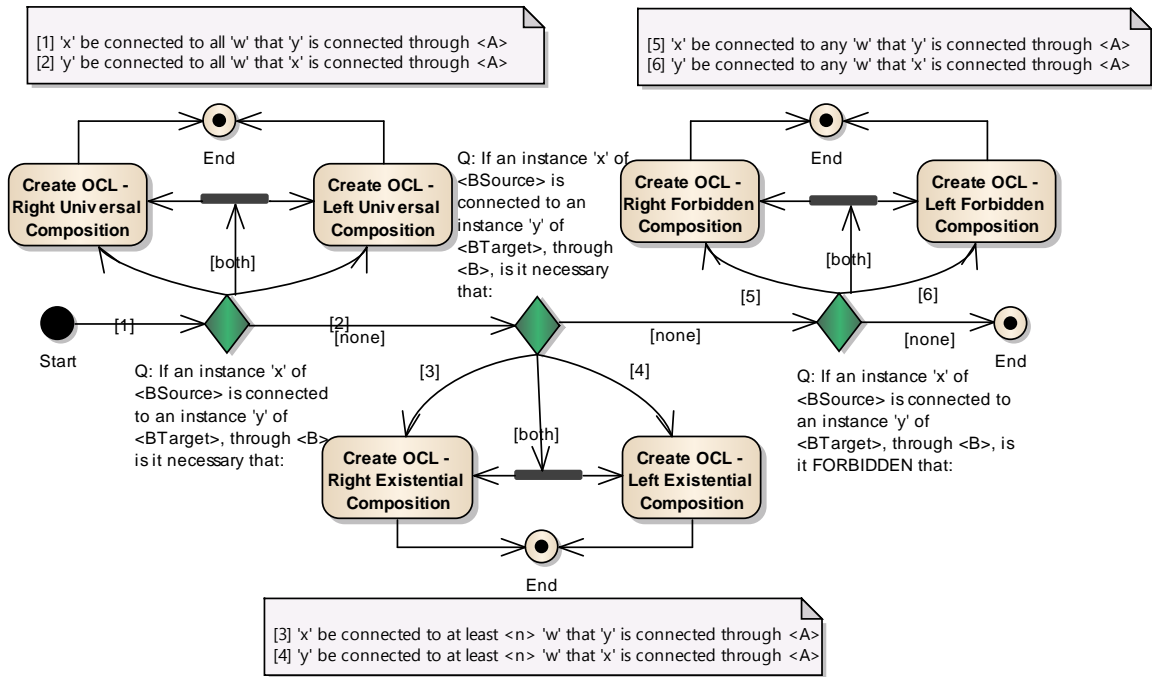 [1] 'x' be connected to all 'w' that 'y' is connected through <A>
[2] 'y' be connected to all 'w' that 'x' is connected through <A>
[5] 'x' be connected to any 'w' that 'y' is connected through <A>
[6] 'y' be connected to any 'w' that 'x' is connected through <A>
End
End
Create OCL -
Right Universal
Composition
Create OCL -
Left Universal
Composition
Q: If an instance 'x' of
<BSource> is
connected to an
instance 'y' of
<BTarget>, through
<B>, is it necessary
that:
Create OCL -
Right Forbidden
Composition
Create OCL -
Left Forbidden
Composition
[both]
[both]
[5]
[6]
Start
[1]
[2]
[none]
[none]
[none]
End
Q: If an instance 'x' of
<BSource> is connected
to an instance 'y' of
<BTarget>, through <B>
is it necessary that:
[3]
[4]
Q: If an instance 'x' of
<BSource> is connected to
an instance 'y' of
<BTarget>, through <B>, is
it FORBIDDEN that:
[both]
Create OCL -
Right Existential
Composition
Create OCL -
Left Existential
Composition
End
[3] 'x' be connected to at least <n> 'w' that 'y' is connected through <A>
[4] 'y' be connected to at least <n> 'w' that 'x' is connected through <A>